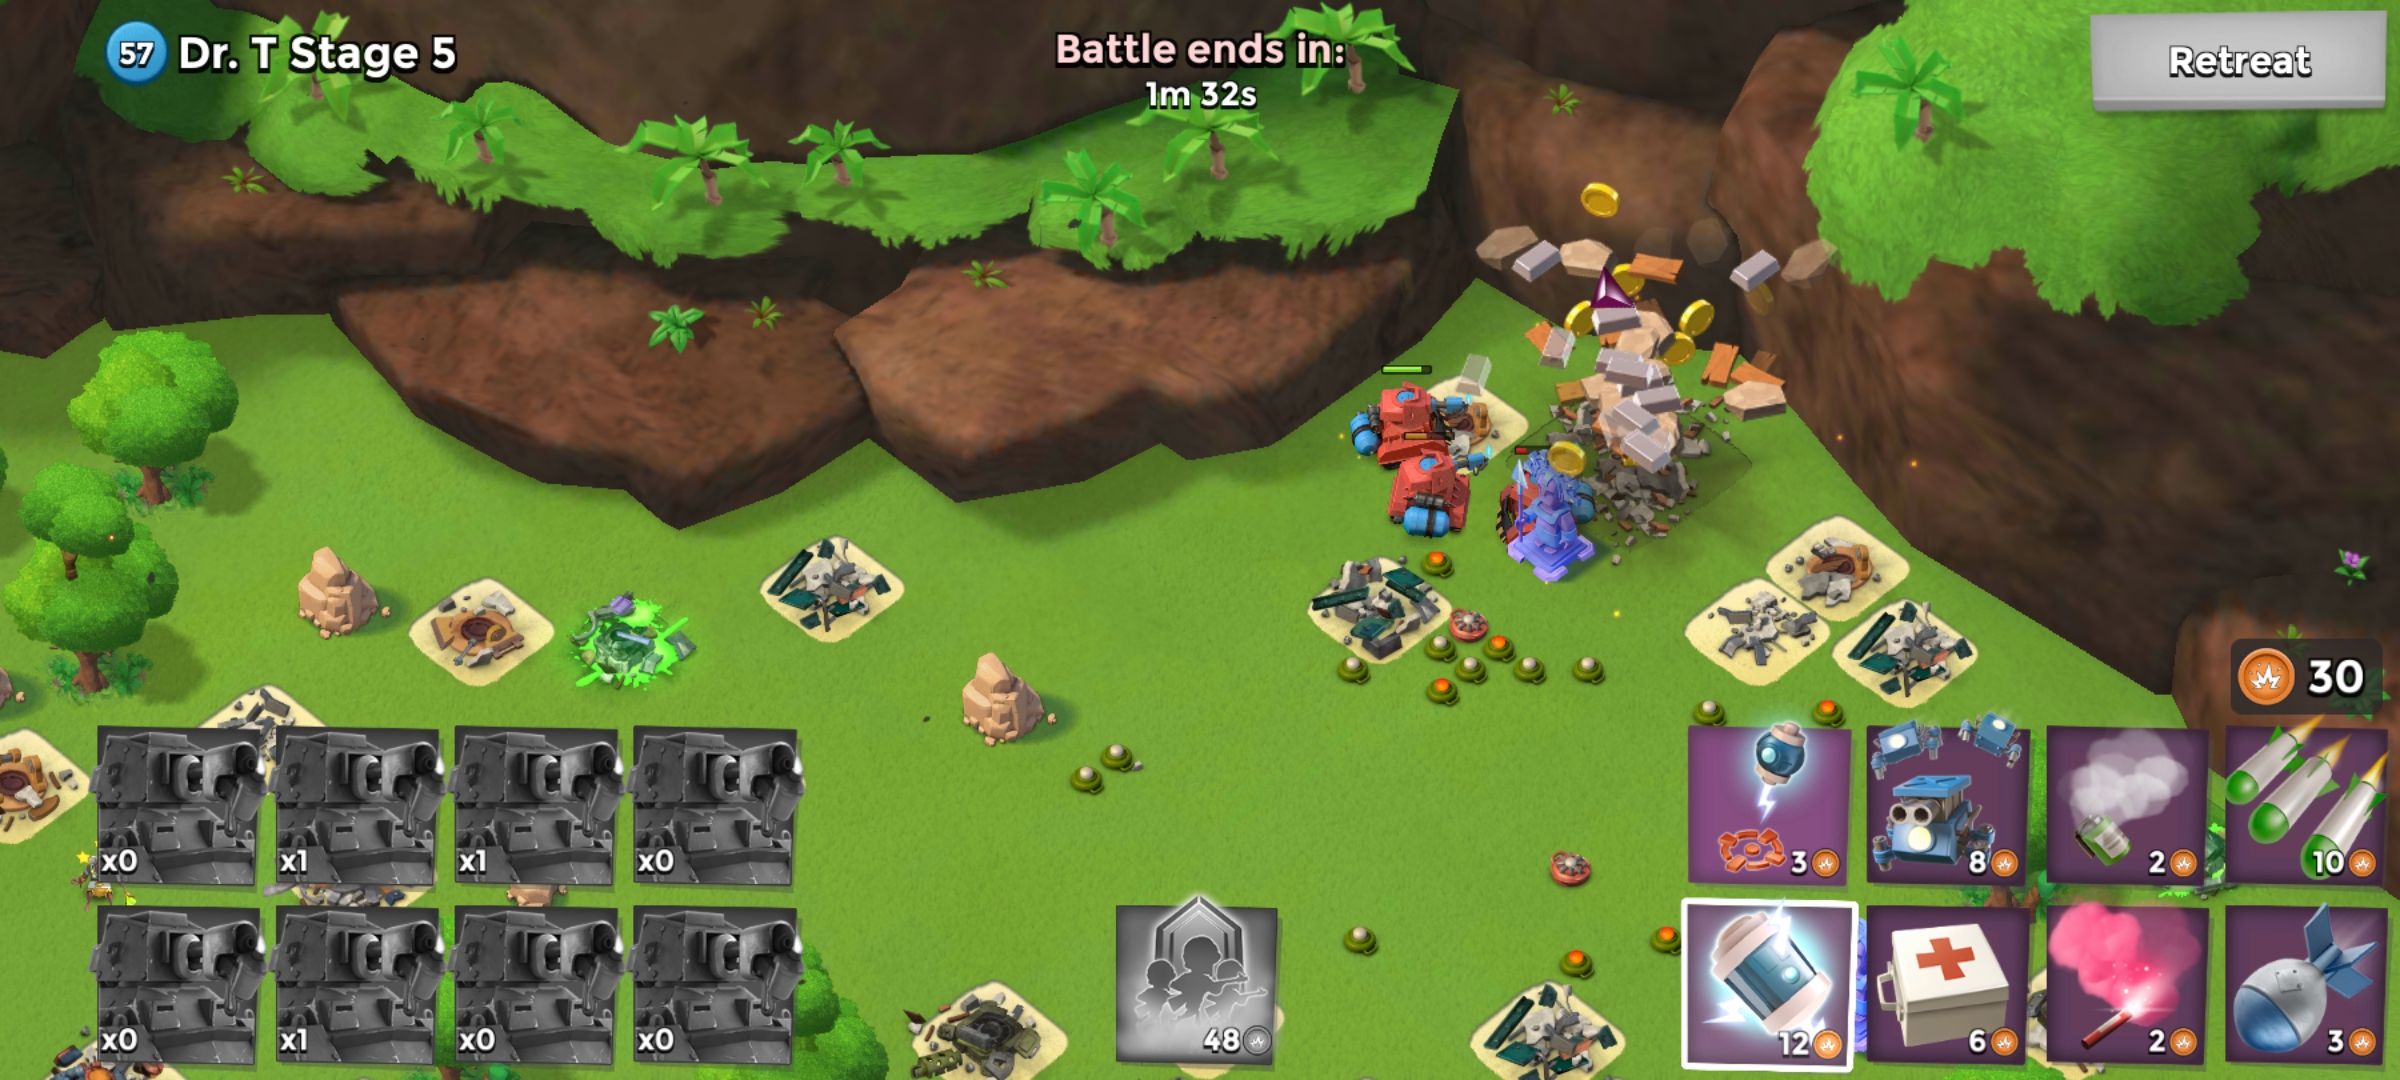 57 Dr. T Stage 5
Battle ends in:
1m 32s
Retreat
30
x0 x1 x1 x0
3 8 2 10
x0 x1 x0 x0
48
12 6 2 3